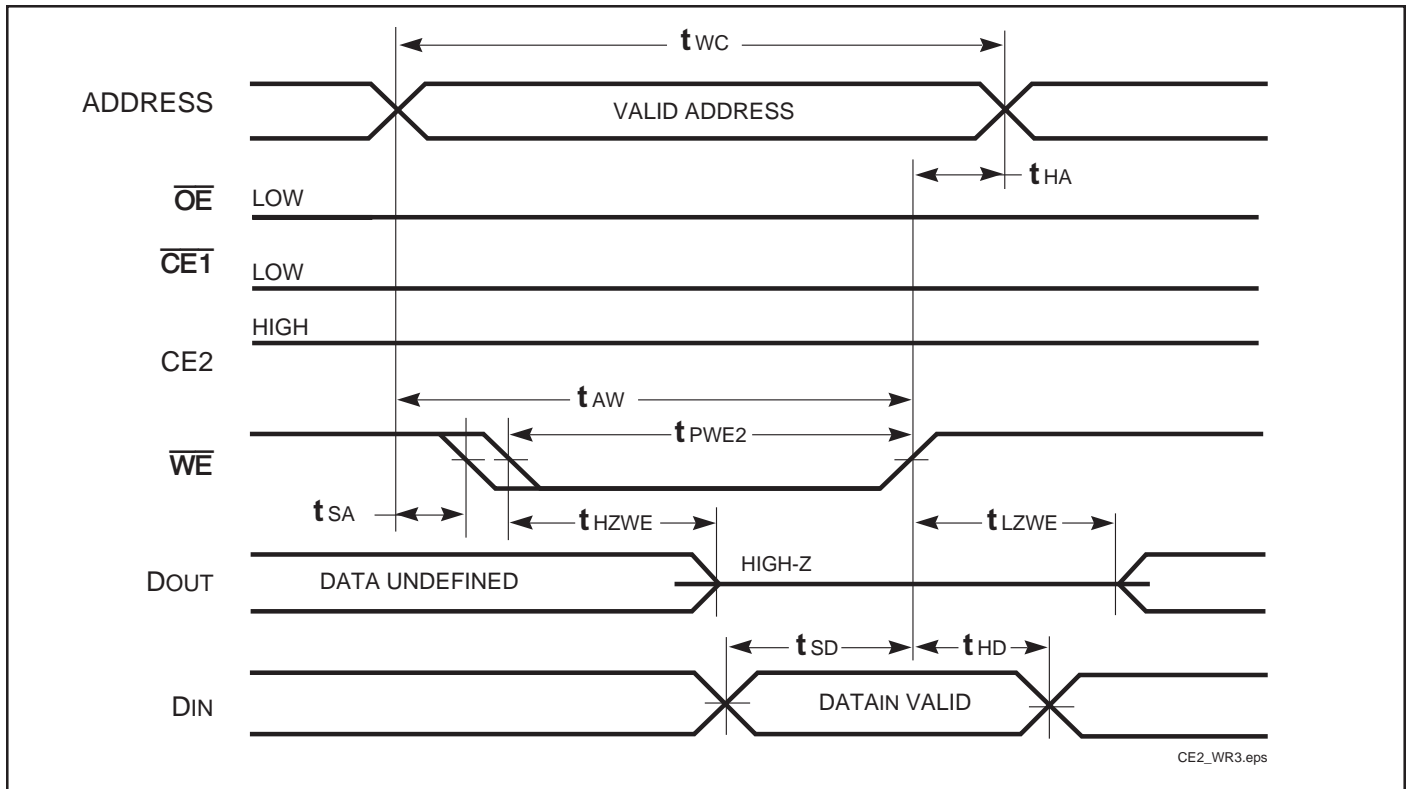 t WC
ADDRESS
VALID ADDRESS
t HA
OE
LOW
CE1
LOW
HIGH
CE2
t AW
t PWE2
WE
t SA
t HZWE
t LZWE
DOUT
DATA UNDEFINED
HIGH-Z
t SD
t HD
DIN
DATAIN VALID
CE2_WR3.eps